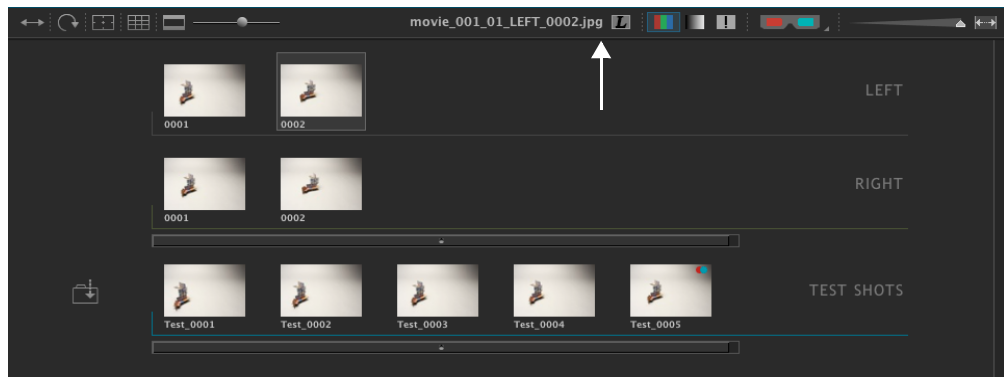 movie_001_01_LEFT_0002.jpg L
LEFT
0001 0002
RIGHT
0001 0002
TEST SHOTS
Test_0001 Test_0002 Test_0003 Test_0004 Test_0005